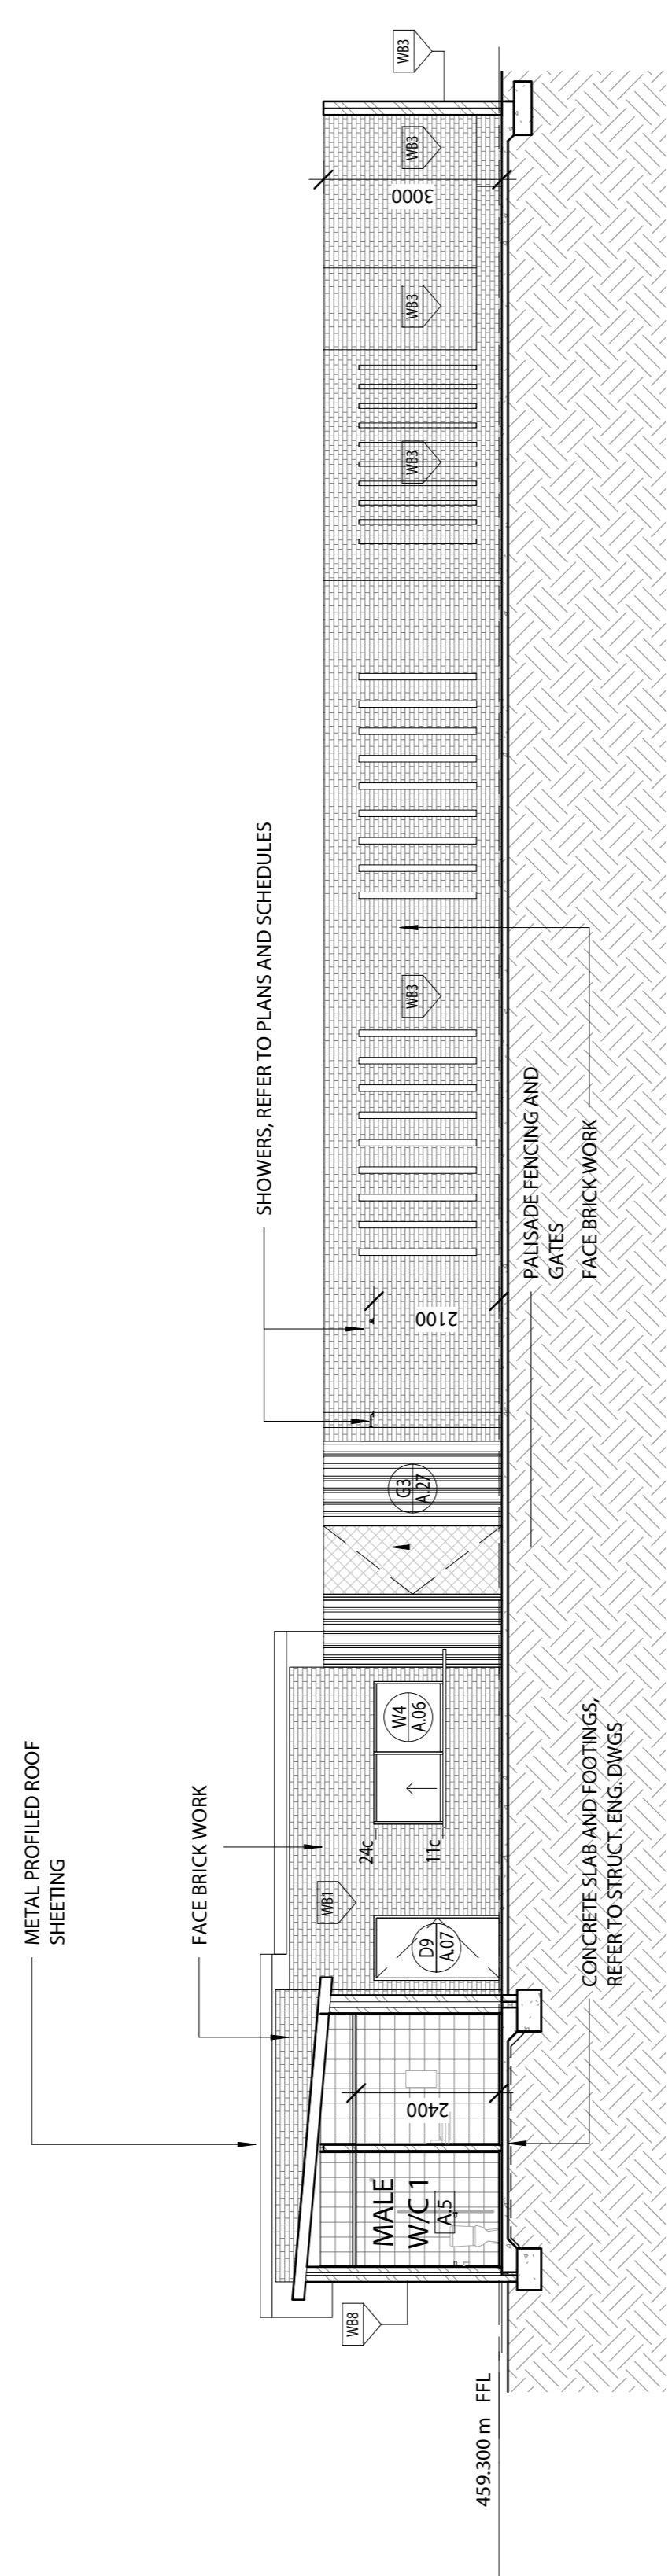 METAL PROFILED ROOF
SHEETING
FACE BRICK WORK
SHOWERS, REFER TO PLANS AND SCHEDULES
459.300 m FFL
WB8
MALE
W/C 1
A.5
2400
D9
A.07
WB1
24c
11c
W4
A.06
G3
A.27
2100
WB3
WB3
WB3
3000
WB3
WB3
CONCRETE SLAB AND FOOTINGS,
REFER TO STRUCT. ENG. DWGS
PALISADE FENCING AND
GATES
FACE BRICK WORK